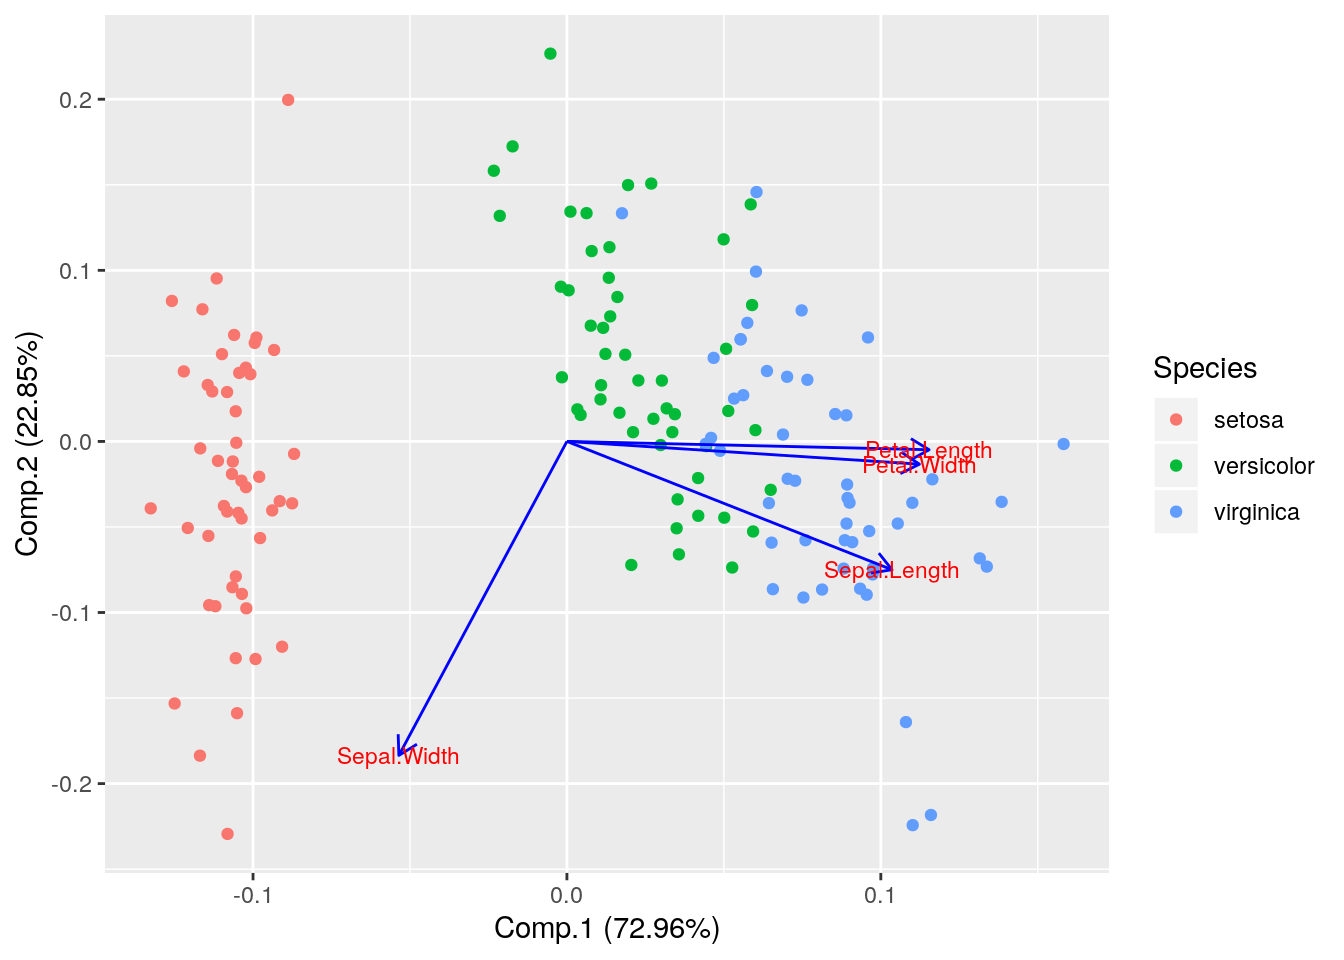 0.2
0.1
0.0
-0.1
-0.2
Comp.2 (22.85%)
Petal.Length
Petal.Width
Sepal.Length
Sepal.Width
-0.1
0.0
0.1
Comp.1 (72.96%)
Species
setosa
versicolor
virginica